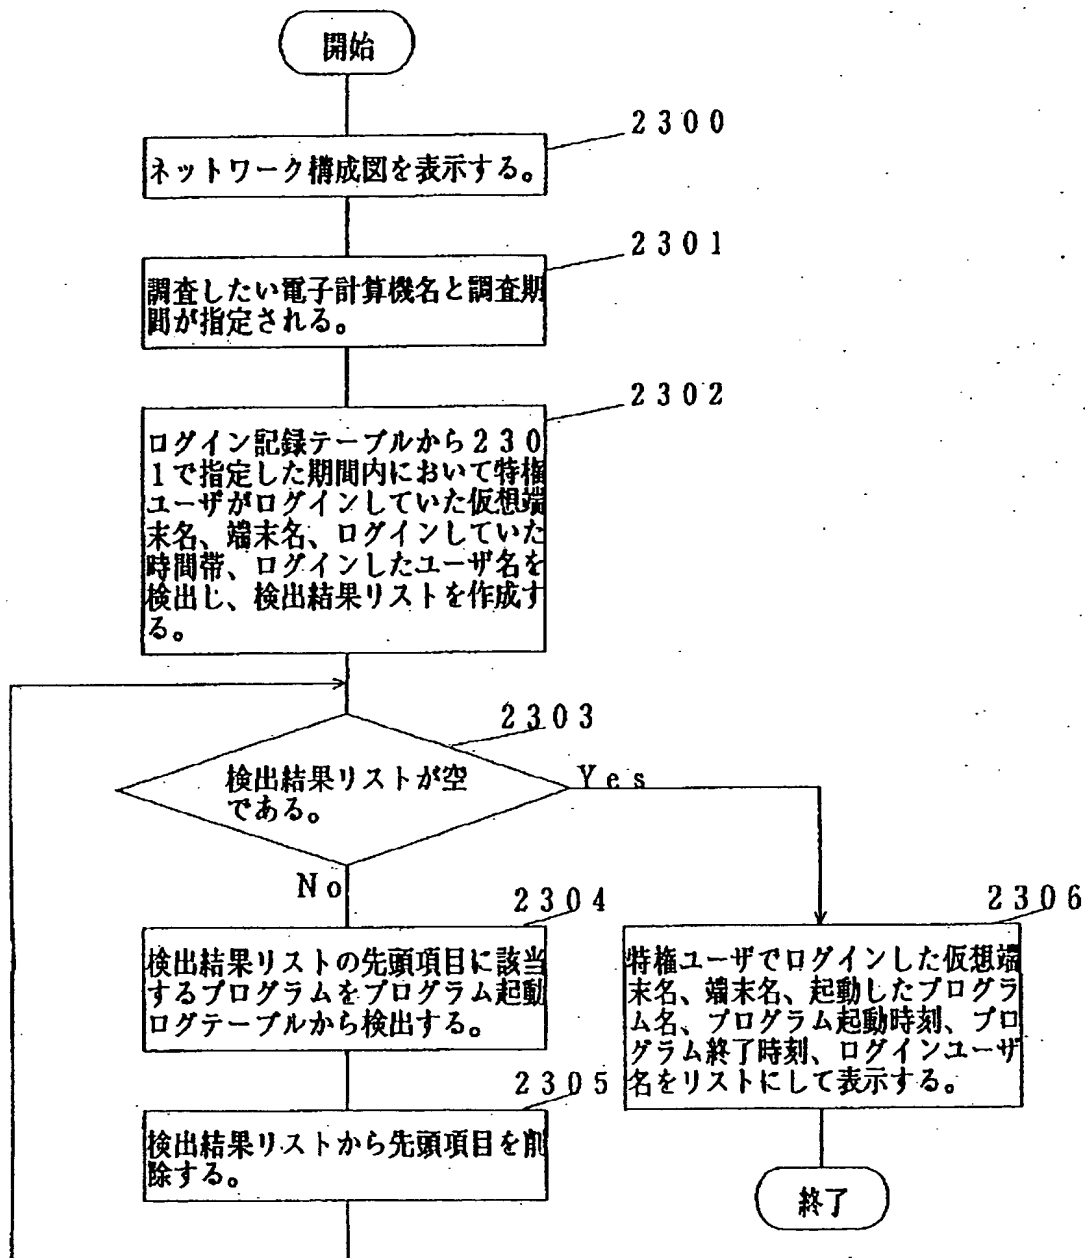 開始
2300
ネットワーク構成図を表示する。
2301
調査したい電子計算機名と調査期
間が指定される。
2302
ログイン記録テーブルから230
1で指定した期間内において特権
ユーザがログインしていた仮想端
末名、端末名、ログインしていた
時間帯、ログインしたユーザ名を
検出し、検出結果リストを作成す
る。
2303
検出結果リストが空
である。
Yes
No
2304
検出結果リストの先頭項目に該当
するプログラムをプログラム起動
ログテーブルから検出する。
2305
検出結果リストから先頭項目を削
除する。
2306
特権ユーザでログインした仮想端
末名、端末名、起動したプログラ
ム名、プログラム起動時刻、プロ
グラム終了時刻、ログインユーザ
名をリストにして表示する。
終了